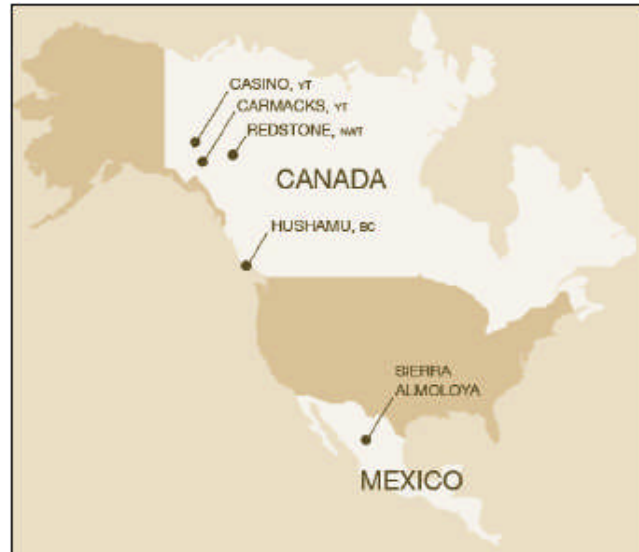 CASINO, YT
CARMACKS, YT
REDSTONE, NWT
CANADA
HUSHAMU, BC
SIERRA
ALMOLOYA
MEXICO